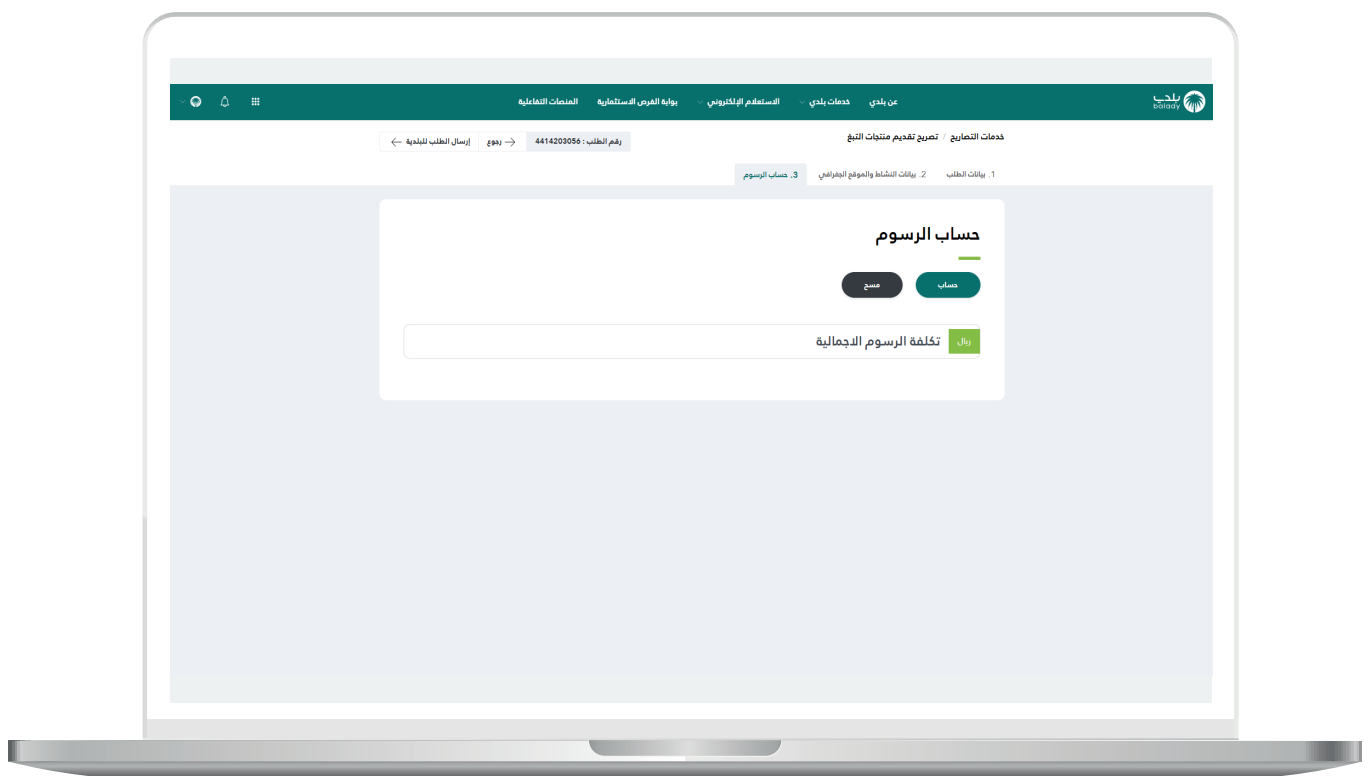 بلدي
balady
عن بلدي خدمات بلدي الاستعلام الإلكتروني بوابة الفرص الاستثمارية المنصات التفاعلية
خدمات التصاريح / تصريح تقديم منتجات التبغ
رقم الطلب : 4414203056 رجوع إرسال الطلب للبلدية
1. بيانات الطلب 2. بيانات النشاط والموقع الجغرافي 3. حساب الرسوم
حساب الرسوم
حساب مسح
ريال تكلفة الرسوم الاجمالية